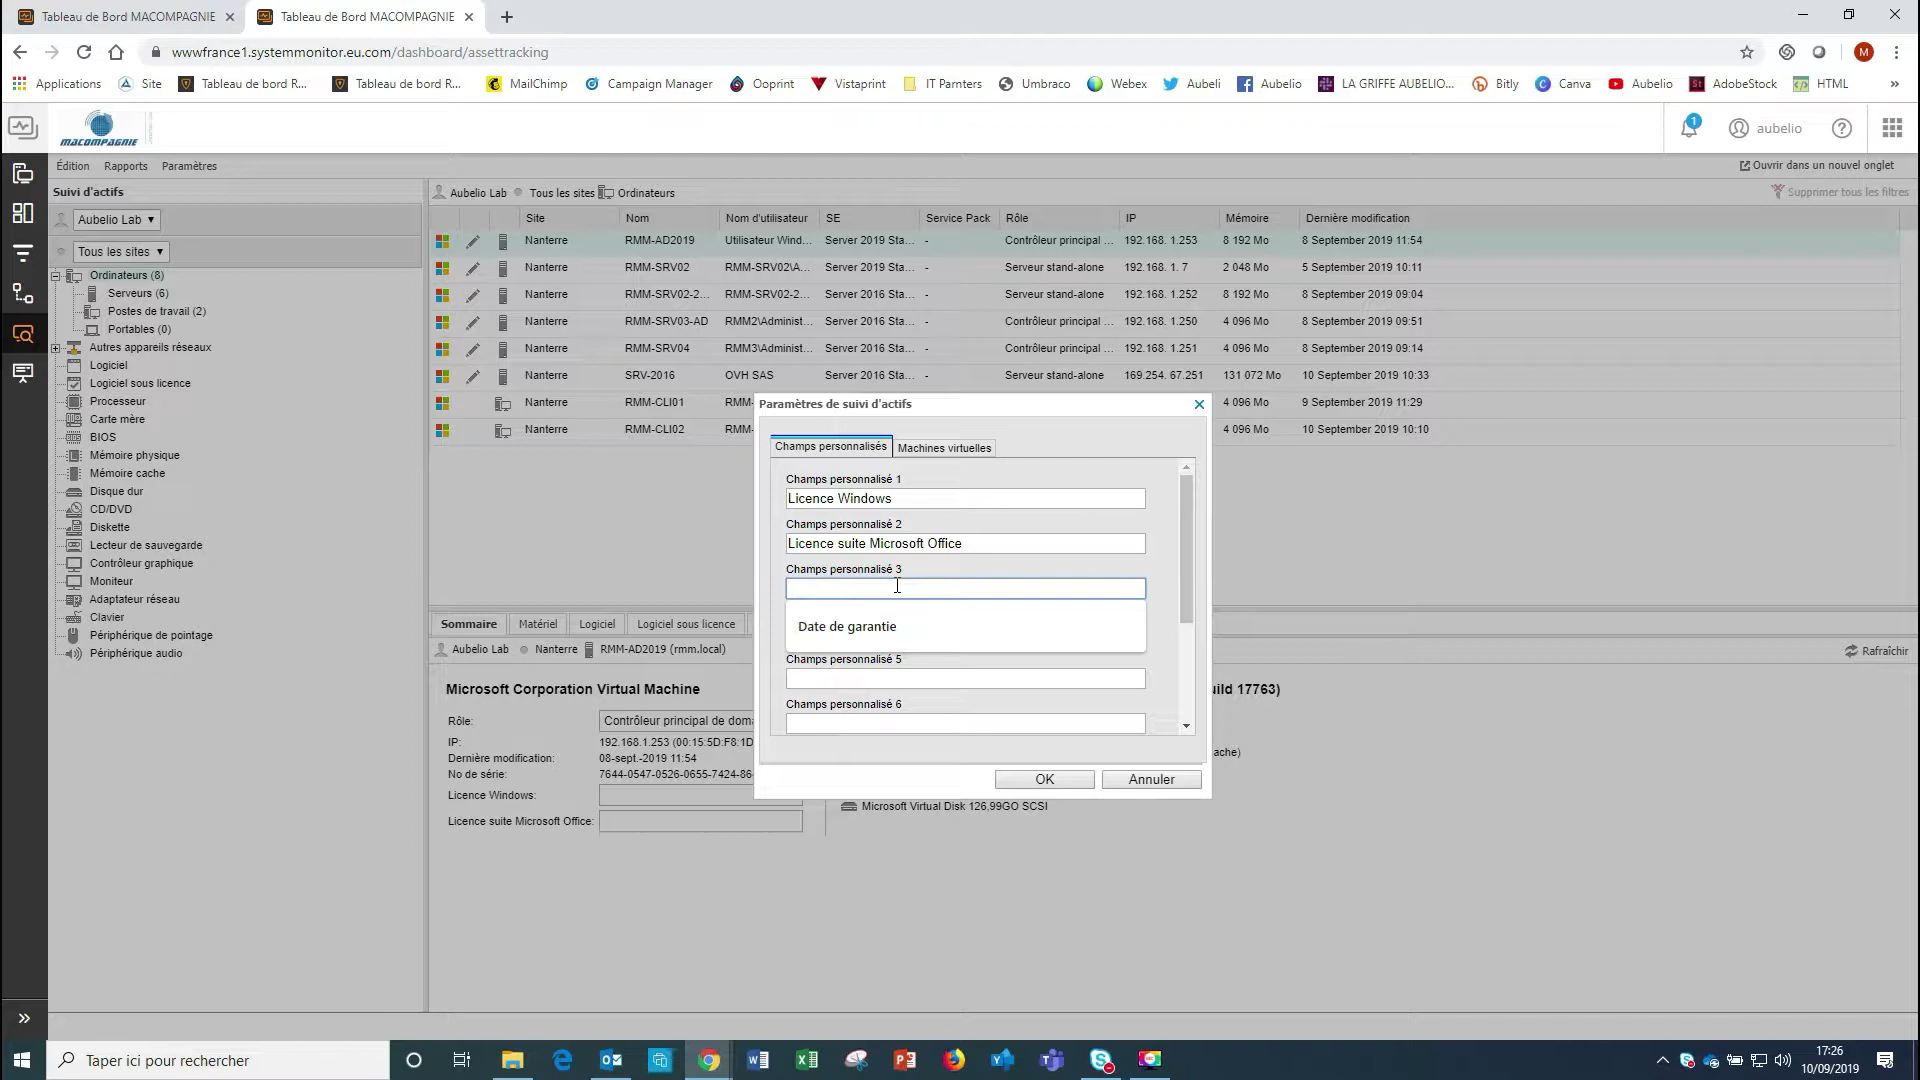 Tableau de Bord MACOMPAGNIE
Tableau de Bord MACOMPAGNIE
wwwfrance1.systemmonitor.eu.com/dashboard/assettracking
M
Applications
Site
Tableau de bord R...
Tableau de bord R...
MailChimp
Campaign Manager
Ooprint
Vistaprint
IT Parnters
Umbraco
Webex
Aubeli
Aubelio
LA GRIFFE AUBELIO...
Bitly
Canva
Aubelio
AdobeStock
HTML
MACOMPAGNIE
1
aubelio
Édition Rapports Paramètres
Ouvrir dans un nouvel onglet
Suivi d'actifs
Aubelio Lab
Tous les sites
Ordinateurs (8)
Serveurs (6)
Postes de travail (2)
Portables (0)
Autres appareils réseaux
Logiciel
Logiciel sous licence
Processeur
Carte mère
BIOS
Mémoire physique
Mémoire cache
Disque dur
CD/DVD
Diskette
Lecteur de sauvegarde
Contrôleur graphique
Moniteur
Adaptateur réseau
Clavier
Périphérique de pointage
Périphérique audio
Aubelio Lab Tous les sites Ordinateurs
Supprimer tous les filtres
Site Nom Nom d'utilisateur SE Service Pack Rôle IP Mémoire Dernière modification
Nanterre RMM-AD2019 Utilisateur Wind... Server 2019 Sta... - Contrôleur principal ... 192.168. 1.253 8 192 Mo 8 September 2019 11:54
Nanterre RMM-SRV02 RMM-SRV02\A... Server 2019 Sta... - Serveur stand-alone 192.168. 1. 7 2 048 Mo 5 September 2019 10:11
Nanterre RMM-SRV02-2... RMM-SRV02-2... Server 2016 Sta... - Serveur stand-alone 192.168. 1.252 8 192 Mo 8 September 2019 09:04
Nanterre RMM-SRV03-AD RMM2\Administ... Server 2016 Sta... - Contrôleur principal ... 192.168. 1.250 4 096 Mo 8 September 2019 09:51
Nanterre RMM-SRV04 RMM3\Administ... Server 2016 Sta... - Contrôleur principal ... 192.168. 1.251 4 096 Mo 8 September 2019 09:14
Nanterre SRV-2016 OVH SAS Server 2016 Sta... - Serveur stand-alone 169.254. 67.251 131 072 Mo 10 September 2019 10:33
Nanterre RMM-CLI01 RMM- 4 096 Mo 9 September 2019 11:29
Nanterre RMM-CLI02 RMM- 4 096 Mo 10 September 2019 10:10
Paramètres de suivi d'actifs
Champs personnalisés Machines virtuelles
Champs personnalisé 1
Licence Windows
Champs personnalisé 2
Licence suite Microsoft Office
Champs personnalisé 3
Date de garantie
Champs personnalisé 5
Champs personnalisé 6
OK Annuler
Sommaire Matériel Logiciel Logiciel sous licence
Aubelio Lab Nanterre RMM-AD2019 (rmm.local)
Rafraîchir
Microsoft Corporation Virtual Machine
uild 17763)
Rôle: Contrôleur principal de doma
IP: 192.168.1.253 (00:15:5D:F8:1D
ache)
Dernière modification: 08-sept.-2019 11:54
No de série: 7644-0547-0526-0655-7424-86
Licence Windows:
Microsoft Virtual Disk 126,99GO SCSI
Licence suite Microsoft Office:
Taper ici pour rechercher
17:26
10/09/2019